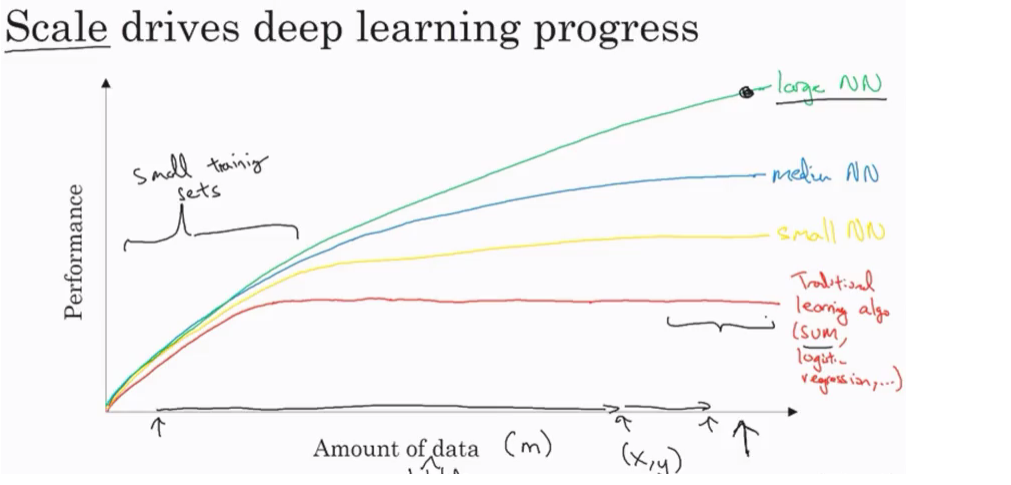 Scale drives deep learning progress
large NN
small training
sets
medium NN
small NN
Traditional
learning algo
(SVM,
logistic
regression,...)
Performance
Amount of data (m)
(x,y)